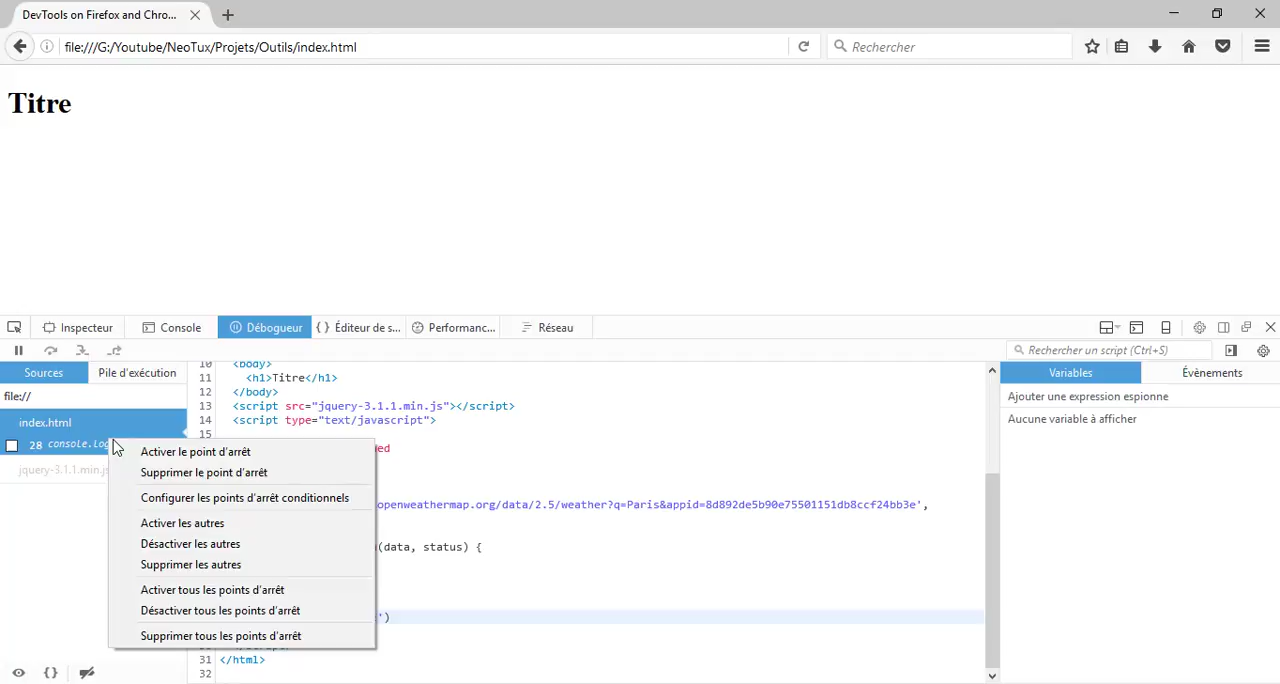 DevTools on Firefox and Chro...
file:///G:/Youtube/NeoTux/Projets/Outils/index.html
Rechercher
Titre
Inspecteur
Console
Débogueur
{ } Éditeur de s...
Performanc...
Réseau
Rechercher un script (Ctrl+S)
Sources
Pile d'exécution
file://
index.html
28 console.log
jquery-3.1.1.min.js
10 <body>
11 <h1>Titre</h1>
12 </body>
13 <script src="jquery-3.1.1.min.js"></script>
14 <script type="text/javascript">
15
ed
openweathermap.org/data/2.5/weather?q=Paris&appid=8d892de5b90e75501151db8ccf24bb3e',
(data, status) {
')
31 </html>
32
Activer le point d'arrêt
Supprimer le point d'arrêt
Configurer les points d'arrêt conditionnels
Activer les autres
Désactiver les autres
Supprimer les autres
Activer tous les points d'arrêt
Désactiver tous les points d'arrêt
Supprimer tous les points d'arrêt
Variables
Évènements
Ajouter une expression espionne
Aucune variable à afficher
{}